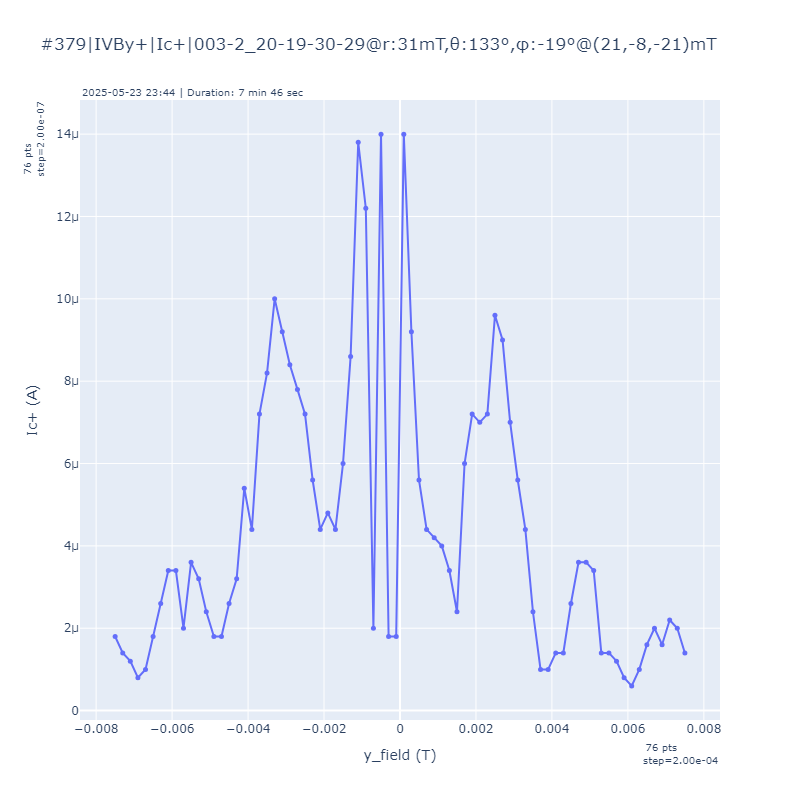 #379|IVBy+|Ic+|003-2_20-19-30-29@r:31mT,θ:133°,φ:-19°@(21,-8,-21)mT
2025-05-23 23:44 | Duration: 7 min 46 sec
76 pts
step=2.00e-07
14μ
12μ
10μ
8μ
6μ
4μ
2μ
0
Ic+ (A)
−0.008
−0.006
−0.004
−0.002
0
0.002
0.004
0.006
0.008
y_field (T)
76 pts
step=2.00e-04